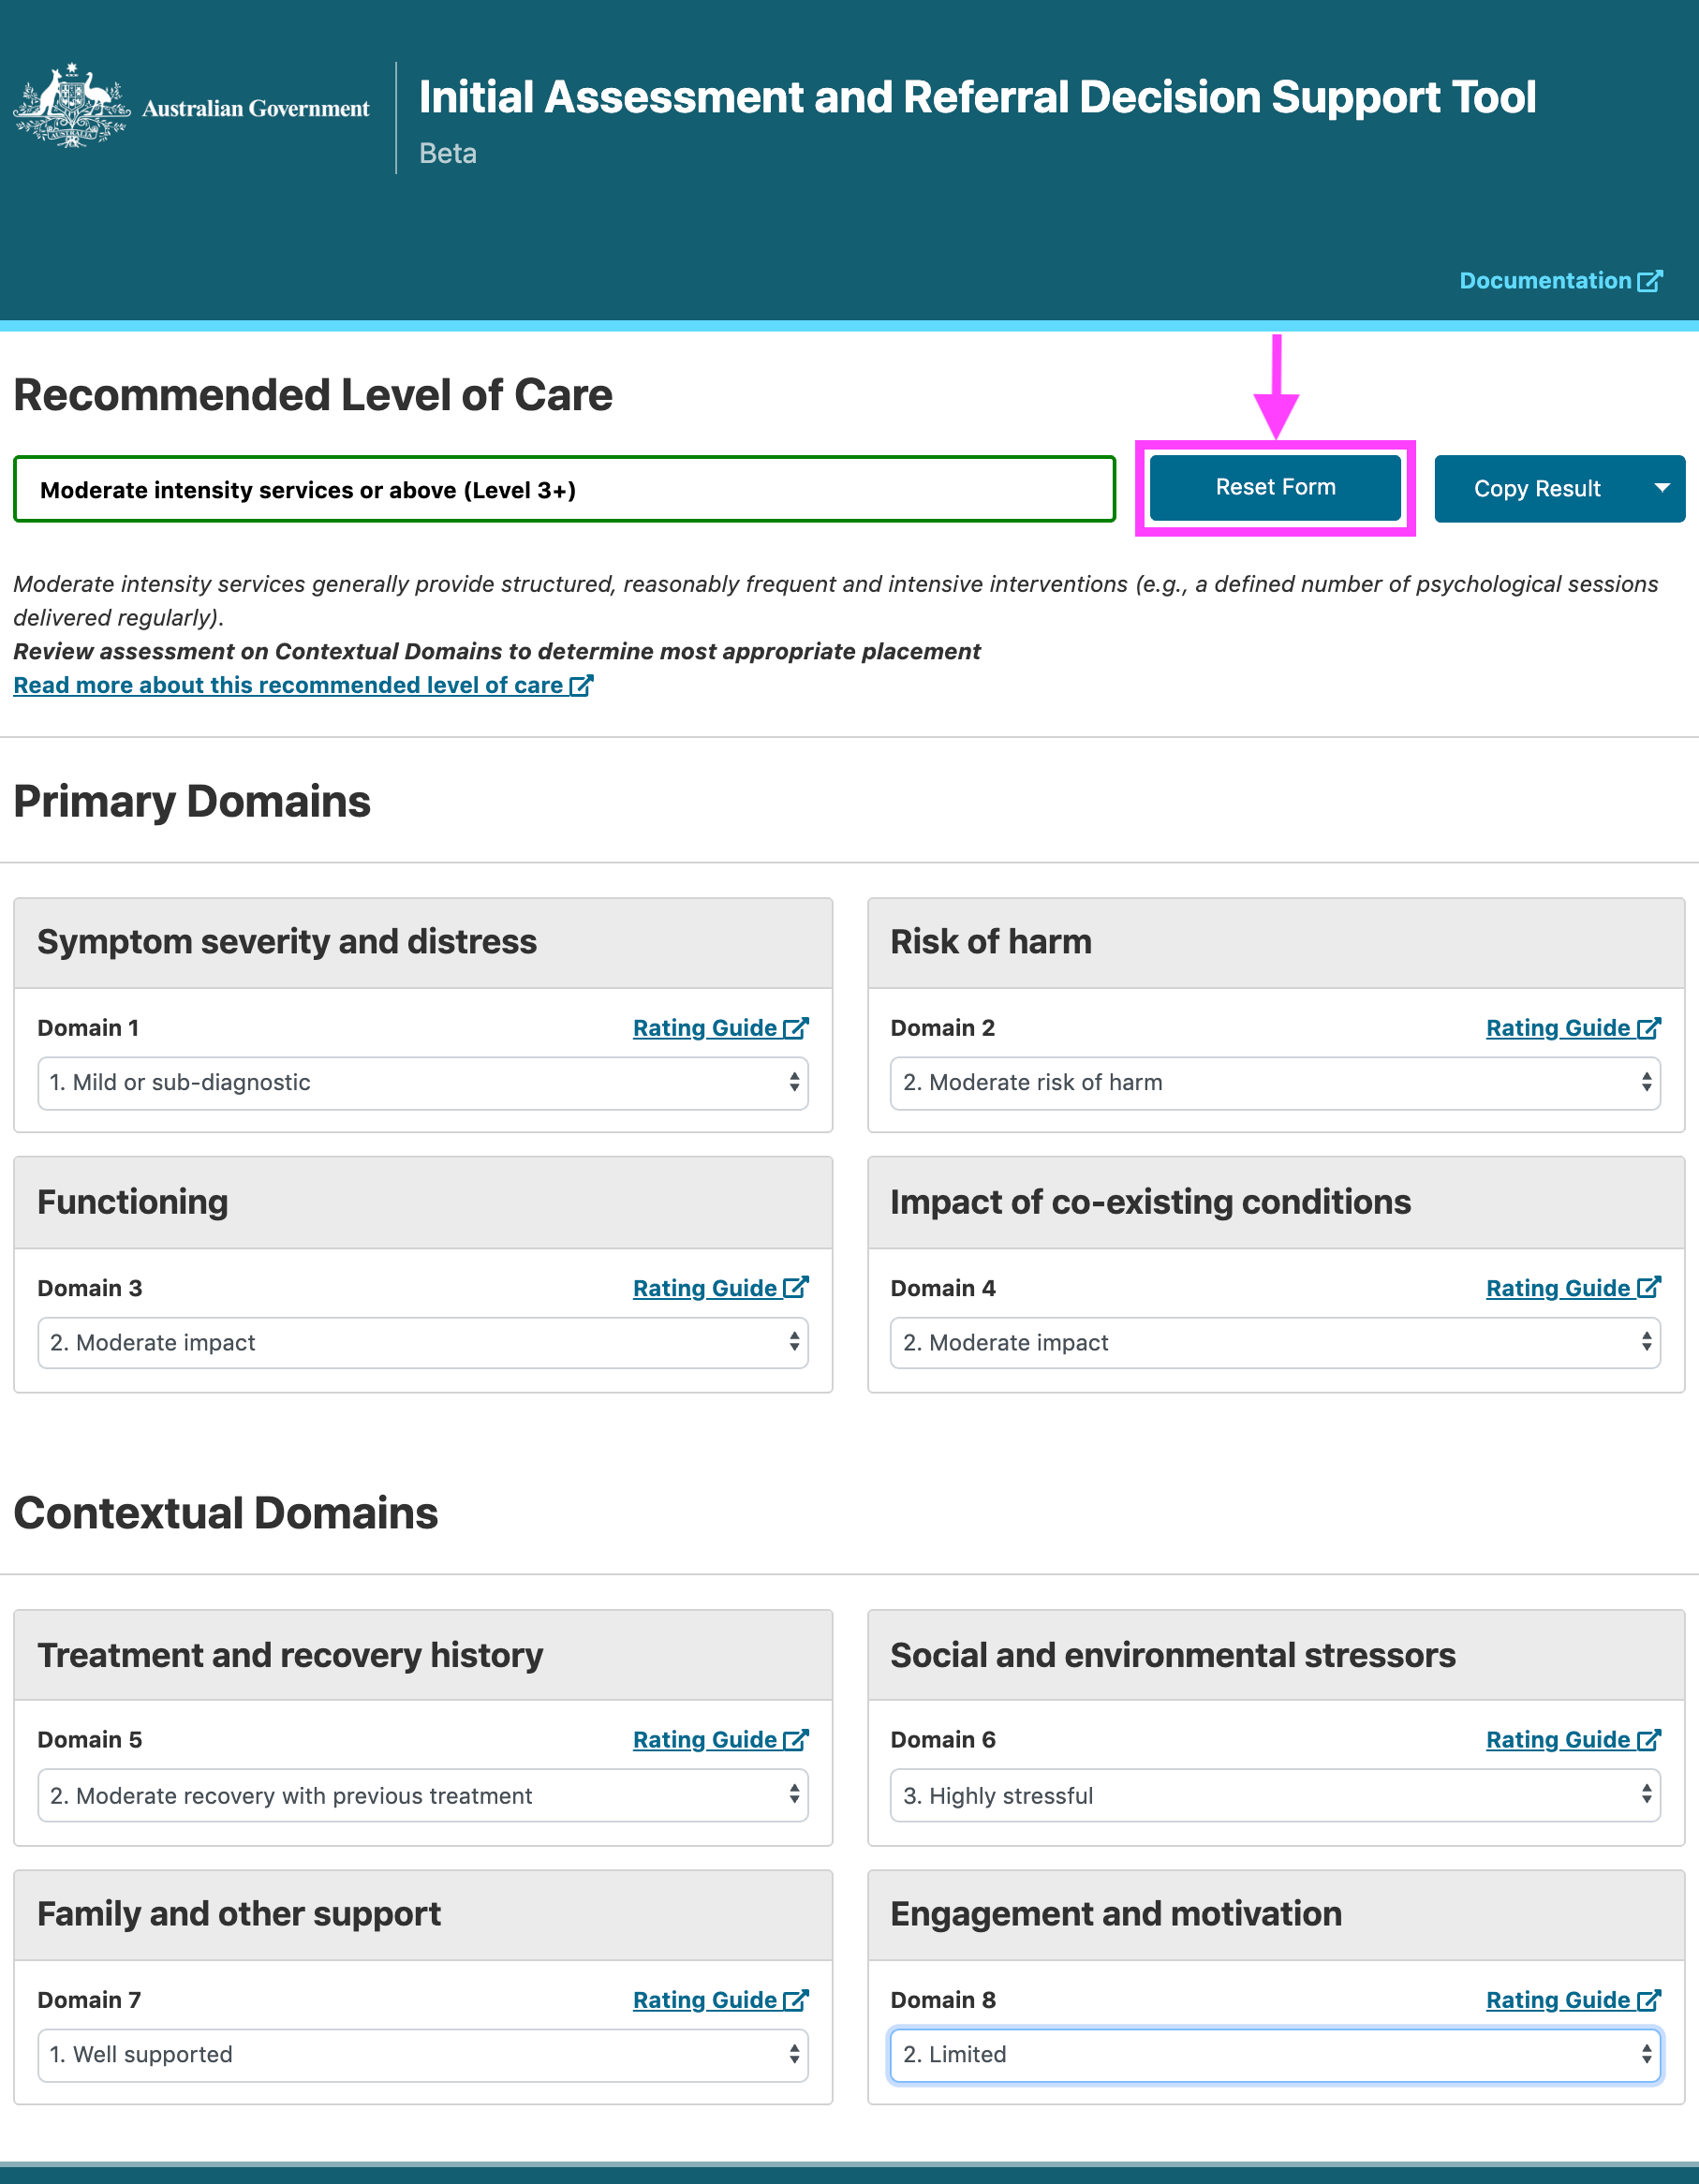 Australian Government
Initial Assessment and Referral Decision Support Tool
Beta
Documentation
Recommended Level of Care
Moderate intensity services or above (Level 3+)
Reset Form
Copy Result
Moderate intensity services generally provide structured, reasonably frequent and intensive interventions (e.g., a defined number of psychological sessions
delivered regularly).
Review assessment on Contextual Domains to determine most appropriate placement
Read more about this recommended level of care
Primary Domains
Symptom severity and distress
Domain 1
Rating Guide
1. Mild or sub-diagnostic
Risk of harm
Domain 2
Rating Guide
2. Moderate risk of harm
Functioning
Domain 3
Rating Guide
2. Moderate impact
Impact of co-existing conditions
Domain 4
Rating Guide
2. Moderate impact
Contextual Domains
Treatment and recovery history
Domain 5
Rating Guide
2. Moderate recovery with previous treatment
Social and environmental stressors
Domain 6
Rating Guide
3. Highly stressful
Family and other support
Domain 7
Rating Guide
1. Well supported
Engagement and motivation
Domain 8
Rating Guide
2. Limited